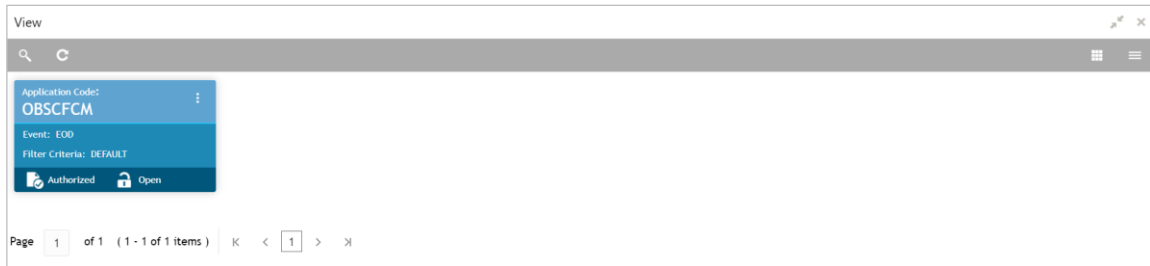 View
Application Code:
OBSCFCM
Event: EOD
Filter Criteria: DEFAULT
Authorized Open
Page 1 of 1 ( 1 - 1 of 1 items ) 1